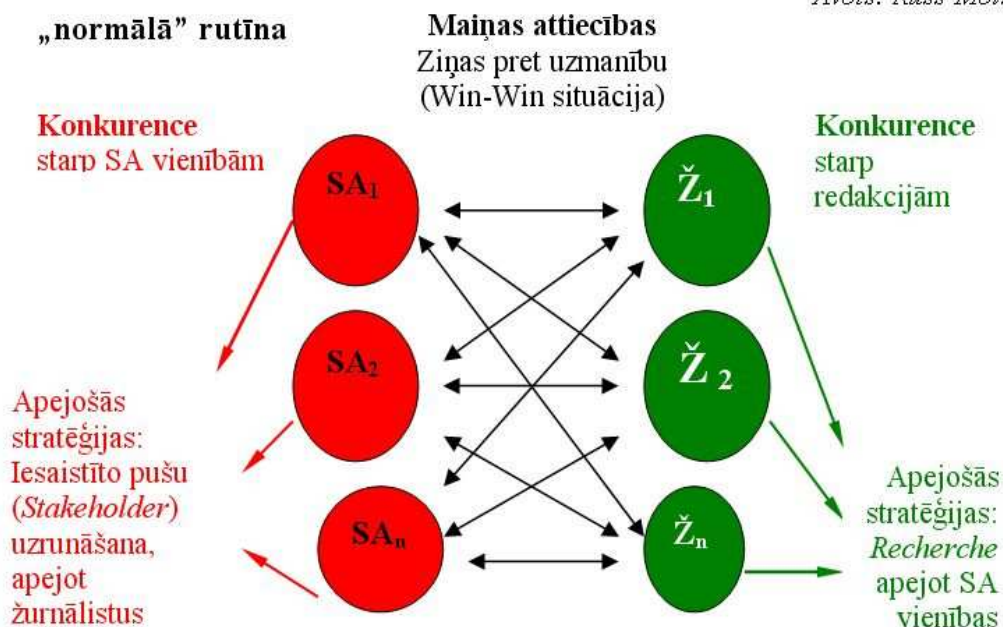 „normālā” rutīna
Maiņas attiecības
Ziņas pret uzmanību
(Win-Win situācija)
Konkurence
starp SA vienībām
Konkurence
starp
redakcijām
SA₁
Ž₁
SA₂
Ž 2
SAₙ
Žₙ
Apejošās
stratēģijas:
Iesaistīto pušu
(Stakeholder)
uzrunāšana,
apejot
žurnālistus
Apejošās
stratēģijas:
Recherche
apejot SA
vienības